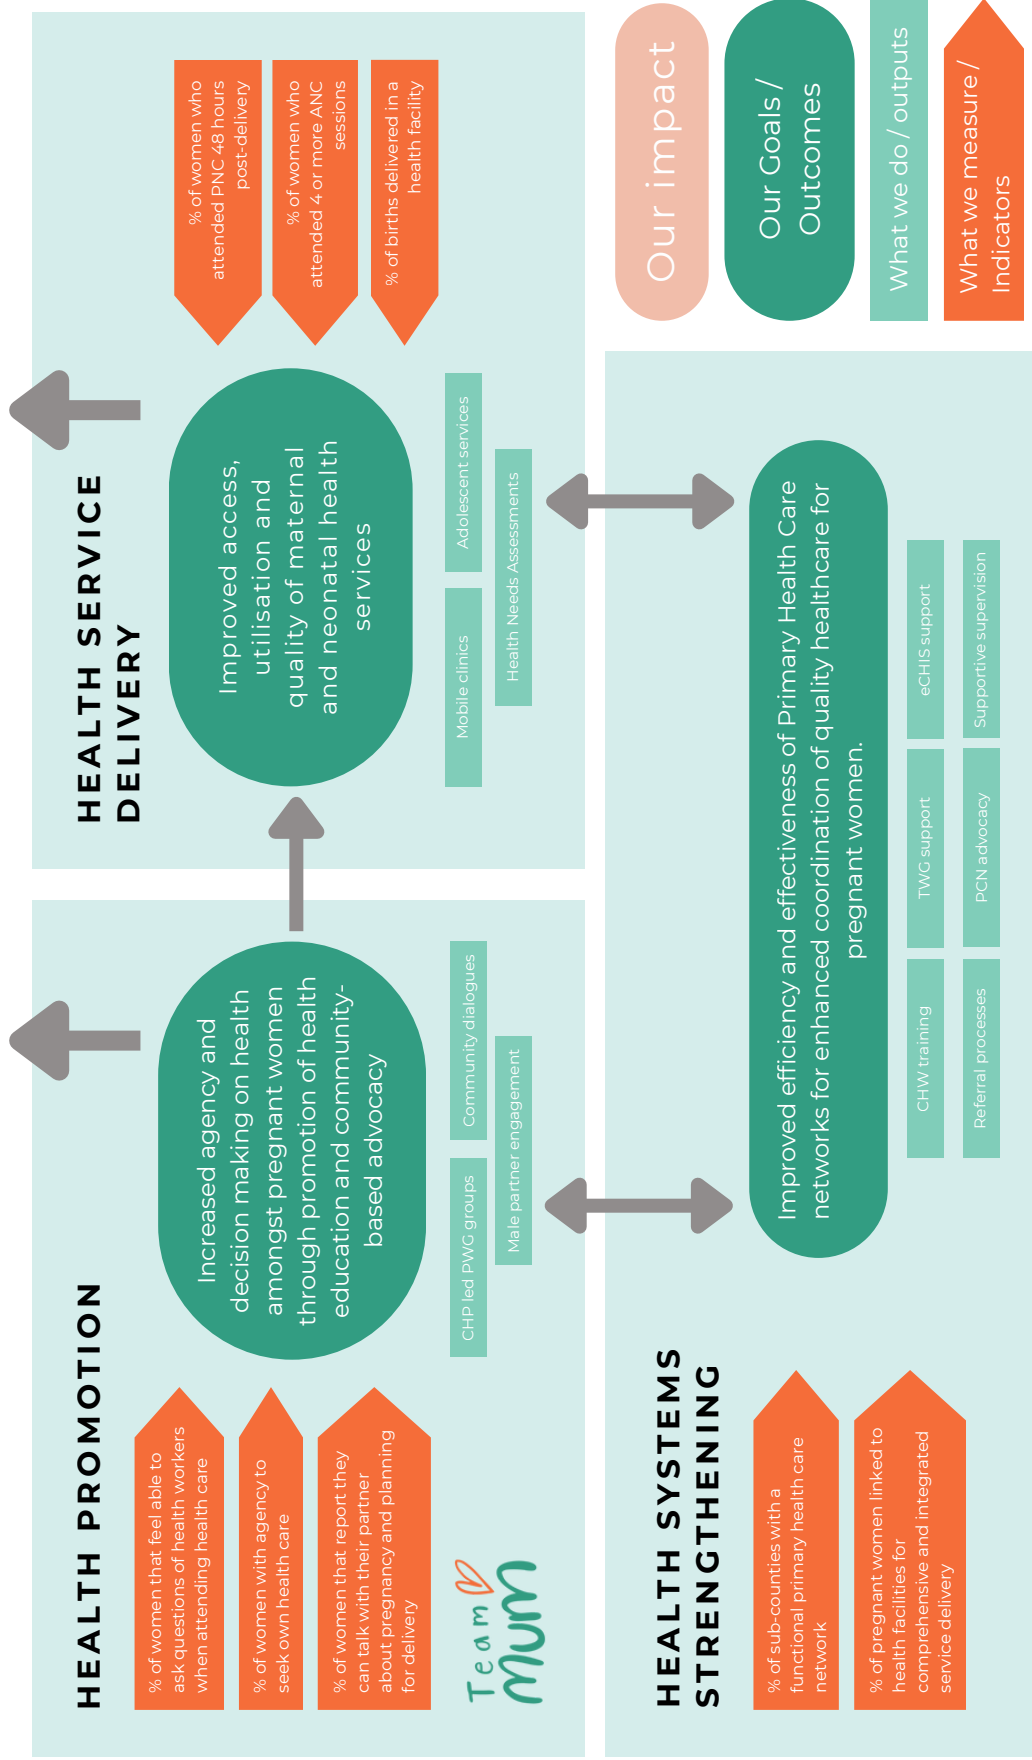 HEALTH PROMOTION
% of women that feel able to
ask questions of health workers
when attending health care
% of women with agency to
seek own health care
% of women that report they
can talk with their partner
about pregnancy and planning
for delivery
Team
mum
Increased agency and
decision making on health
amongst pregnant women
through promotion of health
education and community-
based advocacy
CHP led PWG groups
Community dialogues
Male partner engagement
HEALTH SERVICE
DELIVERY
Improved access,
utilisation and
quality of maternal
and neonatal health
services
Mobile clinics
Adolescent services
Health Needs Assessments
% of women who
attended PNC 48 hours
post-delivery
% of women who
attended 4 or more ANC
sessions
% of births delivered in a
health facility
HEALTH SYSTEMS
STRENGTHENING
% of sub-counties with a
functional primary health care
network
% of pregnant women linked to
health facilities for
comprehensive and integrated
service delivery
Improved efficiency and effectiveness of Primary Health Care
networks for enhanced coordination of quality healthcare for
pregnant women.
CHW training
TWG support
eCHIS support
Referral processes
PCN advocacy
Supportive supervision
Our impact
Our Goals /
Outcomes
What we do / outputs
What we measure /
Indicators